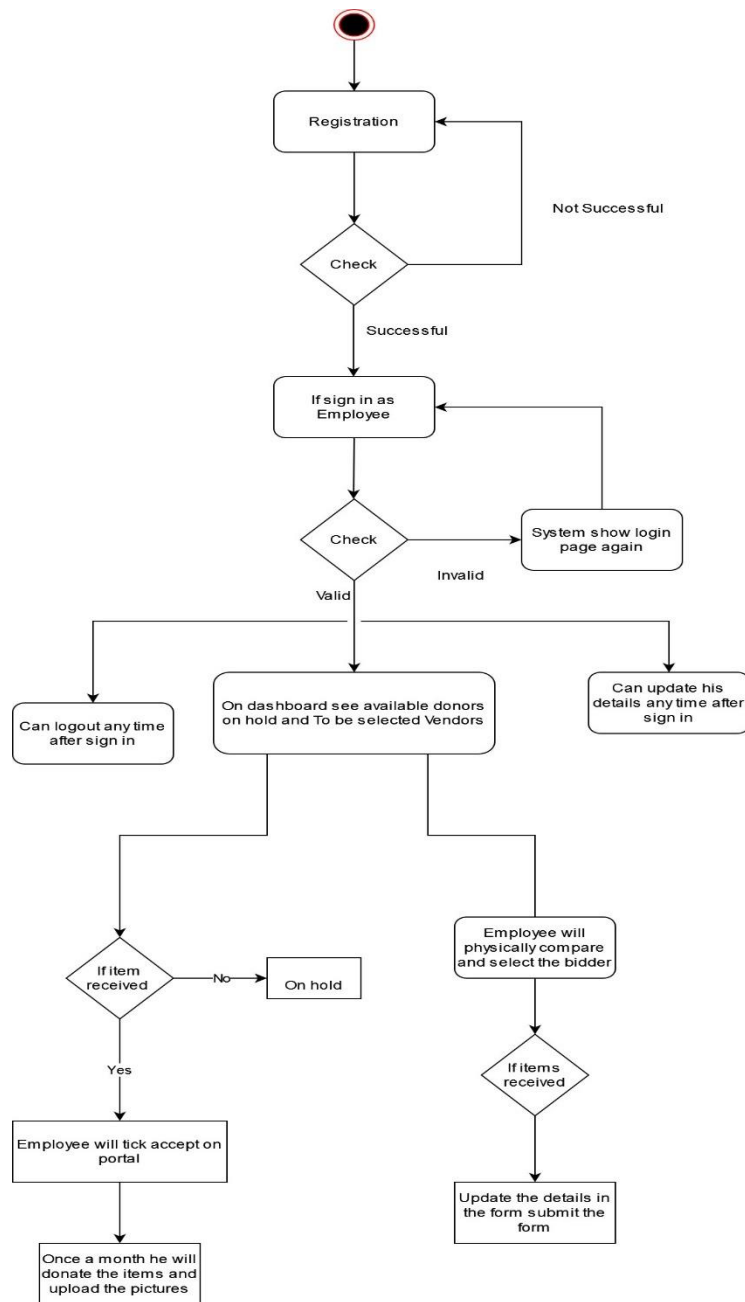 Registration
Not Successful
Check
Successful
If sign in as
Employee
Check
System show login
page again
Invalid
Valid
Can logout any time
after sign in
On dashboard see available donors
on hold and To be selected Vendors
Can update his
details any time after
sign in
If item
received
No
On hold
Employee will
physically compare
and select the bidder
Yes
If items
received
Employee will tick accept on
portal
Update the details in
the form submit the
form
Once a month he will
donate the items and
upload the pictures